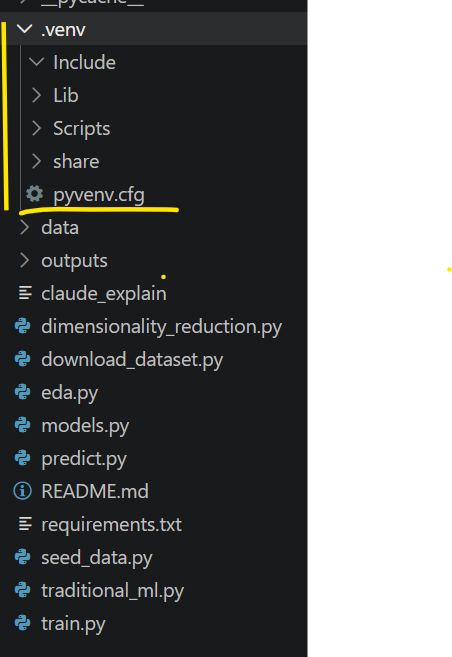 __pycache__
.venv
Include
Lib
Scripts
share
pyvenv.cfg
data
outputs
claude_explain
dimensionality_reduction.py
download_dataset.py
eda.py
models.py
predict.py
README.md
requirements.txt
seed_data.py
traditional_ml.py
train.py